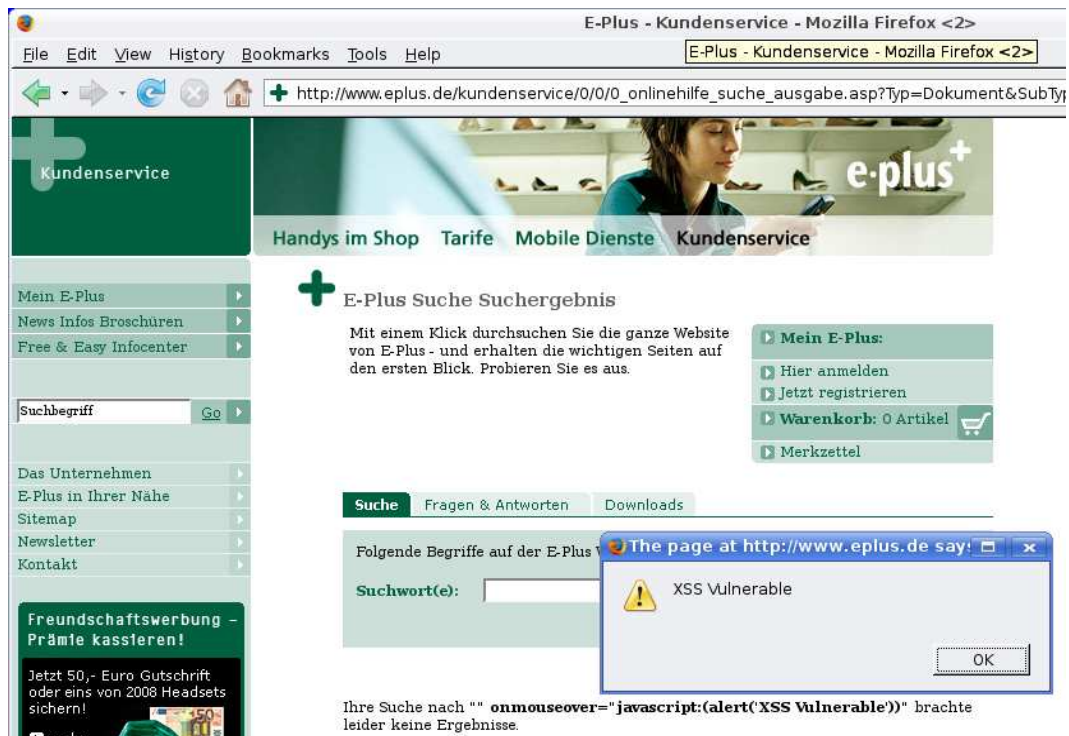 E-Plus - Kundenservice - Mozilla Firefox <2>
File Edit View History Bookmarks Tools Help
E-Plus - Kundenservice - Mozilla Firefox <2>
http://www.eplus.de/kundenservice/0/0/0_onlinehilfe_suche_ausgabe.asp?Typ=Dokument&SubTyp
Kundenservice
e-plus+
Handys im Shop Tarife Mobile Dienste Kundenservice
Mein E-Plus
News Infos Broschüren
Free & Easy Infocenter
Suchbegriff Go
Das Unternehmen
E-Plus in Ihrer Nähe
Sitemap
Newsletter
Kontakt
Freundschaftswerbung –
Prämie kassieren!
Jetzt 50,- Euro Gutschrift
oder eins von 2008 Headsets
sichern!
E-Plus Suche Suchergebnis
Mit einem Klick durchsuchen Sie die ganze Website
von E-Plus - und erhalten die wichtigen Seiten auf
den ersten Blick. Probieren Sie es aus.
Mein E-Plus:
Hier anmelden
Jetzt registrieren
Warenkorb: 0 Artikel
Merkzettel
Suche Fragen & Antworten Downloads
Folgende Begriffe auf der E-Plus
Suchwort(e):
The page at http://www.eplus.de says
XSS Vulnerable
OK
Ihre Suche nach "" onmouseover="javascript:(alert('XSS Vulnerable'))" brachte
leider keine Ergebnisse.